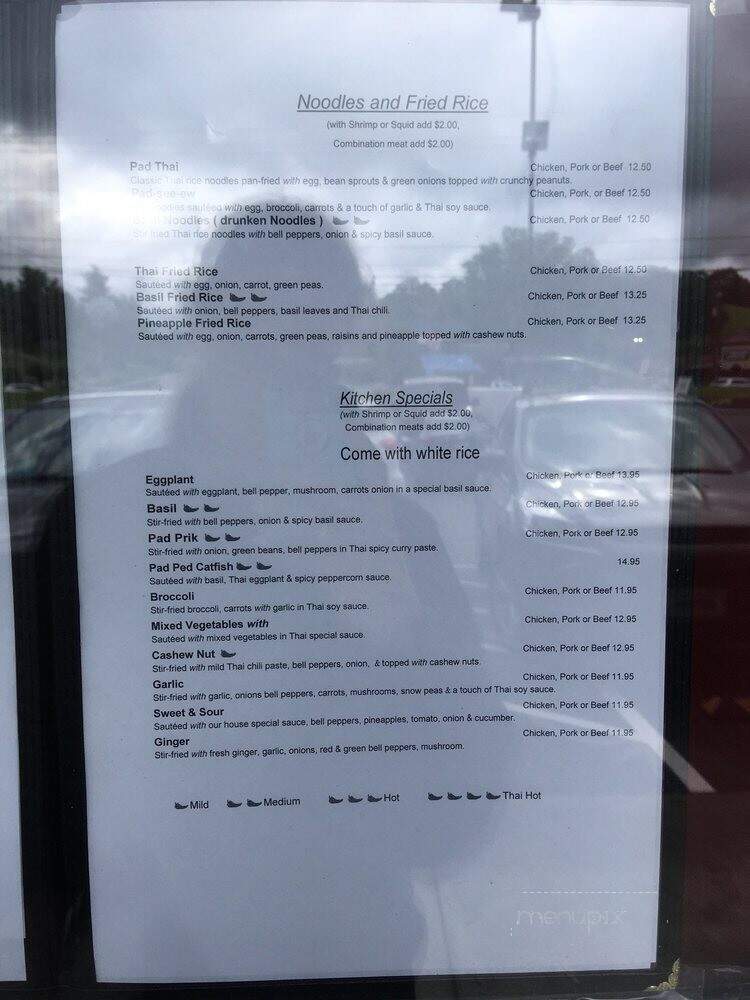 Noodles and Fried Rice
(with Shrimp or Squid add $2.00,
Combination meat add $2.00)
Pad Thai Chicken, Pork or Beef 12.50
Classic Thai rice noodles pan-fried with egg, bean sprouts & green onions topped with crunchy peanuts.
Pad-see-ew Chicken, Pork, or Beef 12.50
noodles sautéed with egg, broccoli, carrots & a touch of garlic & Thai soy sauce.
Noodles ( drunken Noodles ) Chicken, Pork or Beef 12.50
Stir fried Thai rice noodles with bell peppers, onion & spicy basil sauce.
Thai Fried Rice Chicken, Pork or Beef 12.50
Sautéed with egg, onion, carrot, green peas.
Basil Fried Rice Chicken, Pork or Beef 13.25
Sautéed with onion, bell peppers, basil leaves and Thai chili.
Pineapple Fried Rice Chicken, Pork or Beef 13.25
Sautéed with egg, onion, carrots, green peas, raisins and pineapple topped with cashew nuts.
Kitchen Specials
(with Shrimp or Squid add $2.00,
Combination meats add $2.00)
Come with white rice
Eggplant Chicken, Pork or Beef 13.95
Sautéed with eggplant, bell pepper, mushroom, carrots onion in a special basil sauce.
Basil Chicken, Pork or Beef 12.95
Stir-fried with bell peppers, onion & spicy basil sauce.
Pad Prik Chicken, Pork or Beef 12.95
Stir-fried with onion, green beans, bell peppers in Thai spicy curry paste.
Pad Ped Catfish 14.95
Sautéed with basil, Thai eggplant & spicy peppercorn sauce.
Broccoli Chicken, Pork or Beef 11.95
Stir-fried broccoli, carrots with garlic in Thai soy sauce.
Mixed Vegetables with Chicken, Pork or Beef 12.95
Sautéed with mixed vegetables in Thai special sauce.
Cashew Nut Chicken, Pork or Beef 12.95
Stir-fried with mild Thai chili paste, bell peppers, onion, & topped with cashew nuts.
Garlic Chicken, Pork or Beef 11.95
Stir-fried with garlic, onions bell peppers, carrots, mushrooms, snow peas & a touch of Thai soy sauce.
Sweet & Sour Chicken, Pork or Beef 11.95
Sautéed with our house special sauce, bell peppers, pineapples, tomato, onion & cucumber.
Ginger Chicken, Pork or Beef 11.95
Stir-fried with fresh ginger, garlic, onions, red & green bell peppers, mushroom.
Mild Medium Hot Thai Hot
menupix